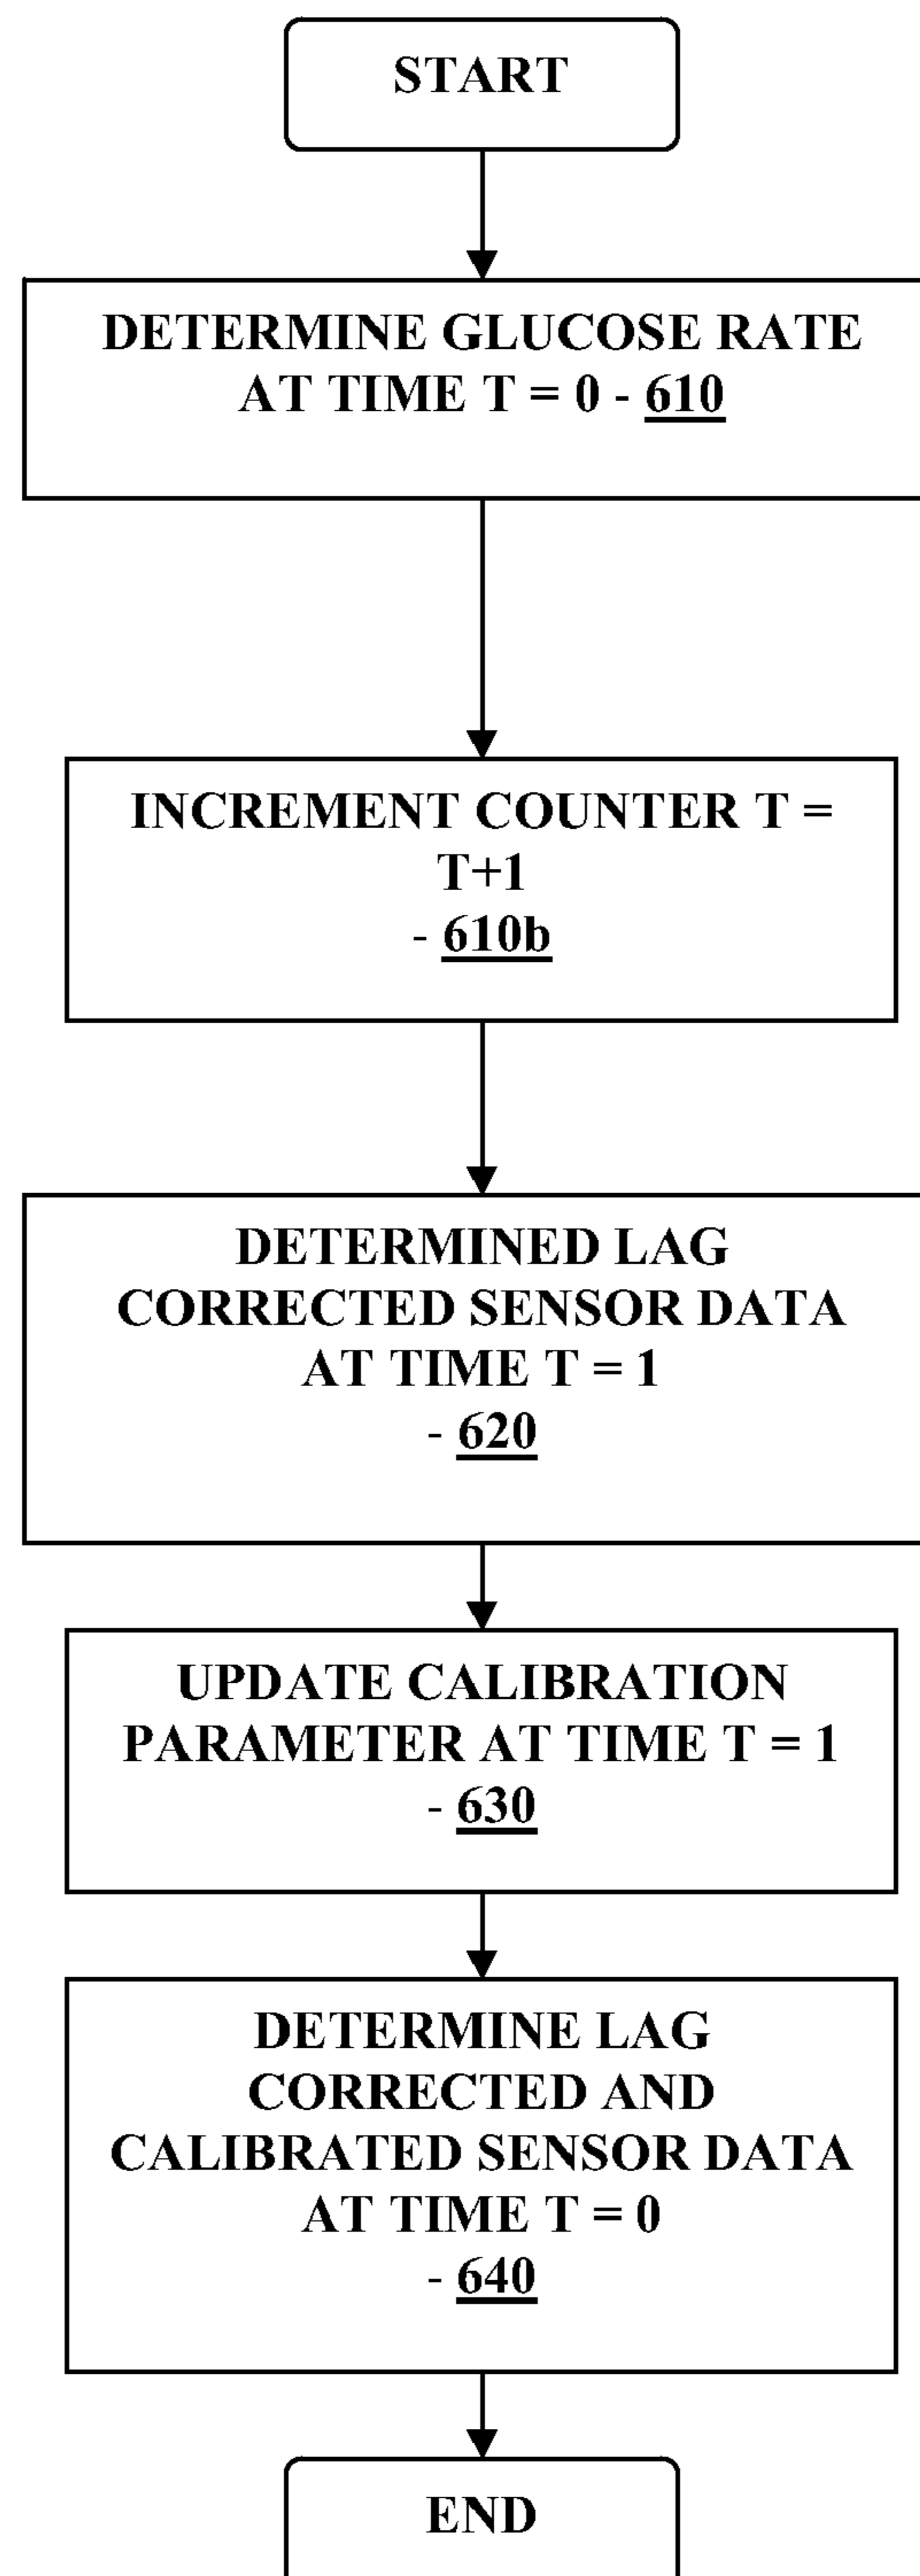 START
DETERMINE GLUCOSE RATE
AT TIME T = 0 - 610
INCREMENT COUNTER T =
T+1
- 610b
DETERMINED LAG
CORRECTED SENSOR DATA
AT TIME T = 1
- 620
UPDATE CALIBRATION
PARAMETER AT TIME T = 1
- 630
DETERMINE LAG
CORRECTED AND
CALIBRATED SENSOR DATA
AT TIME T = 0
- 640
END